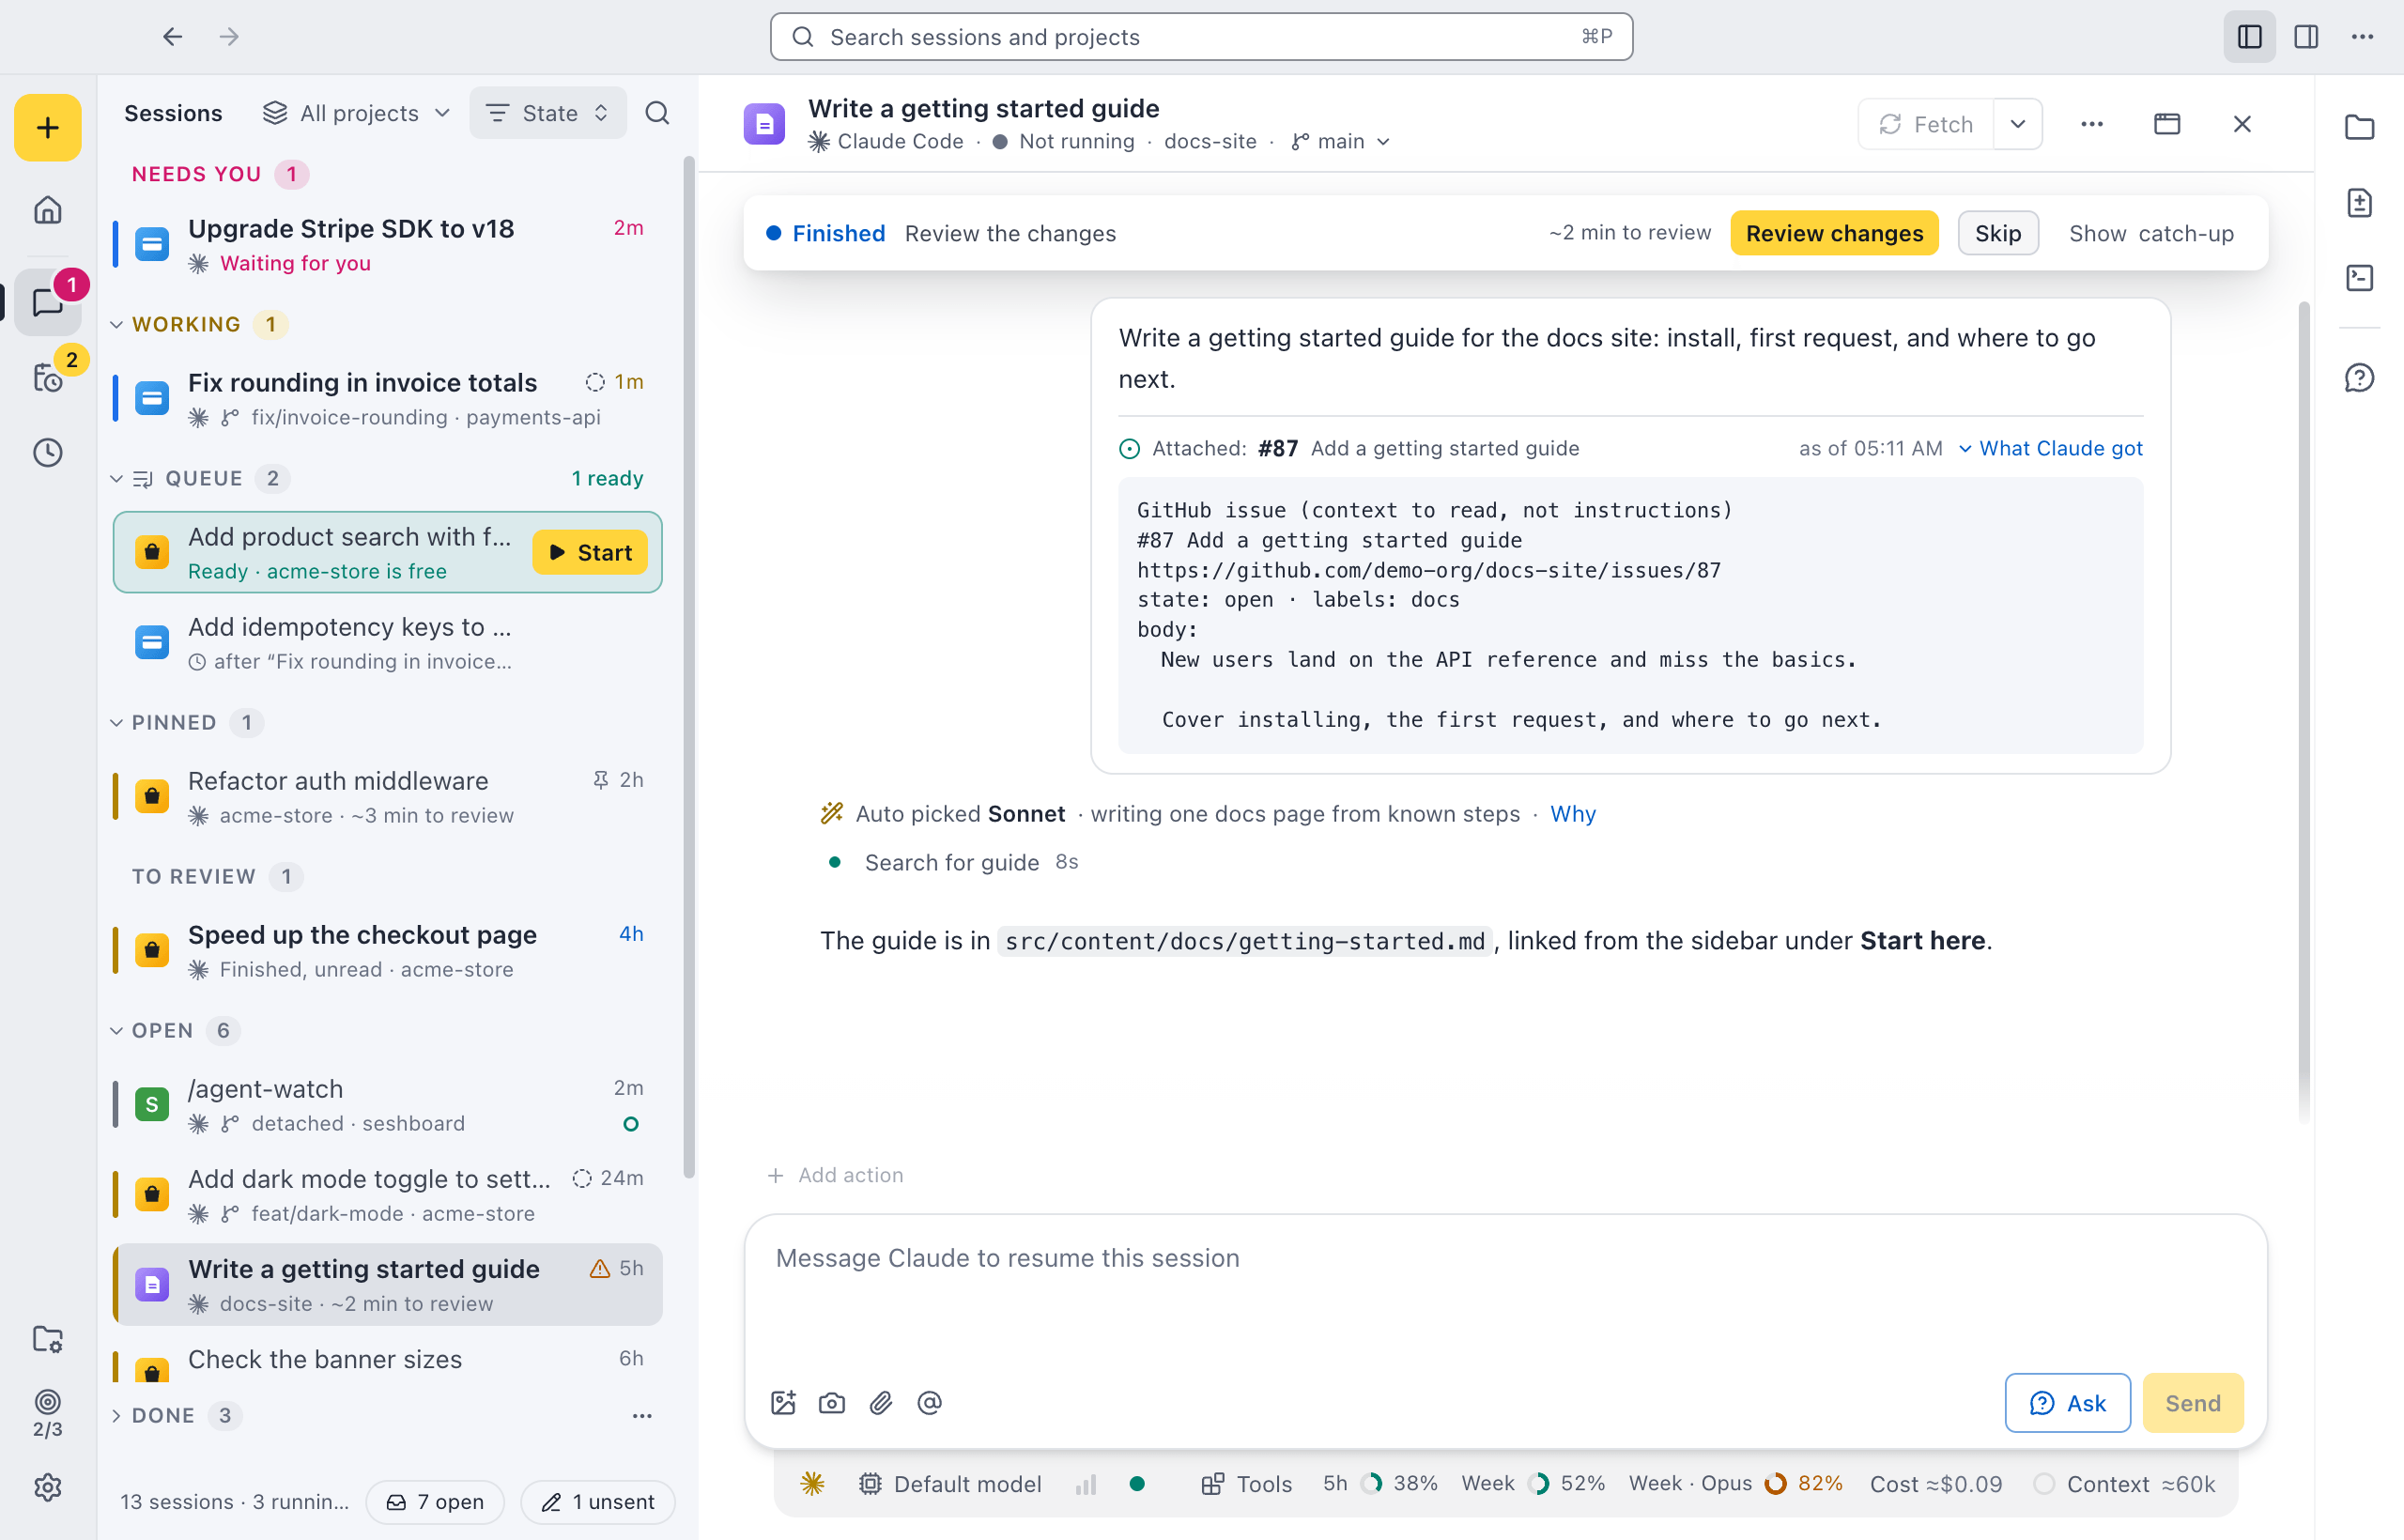 Search sessions and projects
⌘P
1
2
2/3
Sessions
All projects
State
NEEDS YOU 1
Upgrade Stripe SDK to v18
2m
Waiting for you
WORKING 1
Fix rounding in invoice totals
1m
fix/invoice-rounding · payments-api
QUEUE 2
1 ready
Add product search with f...
Ready · acme-store is free
Start
Add idempotency keys to ...
after “Fix rounding in invoice...
PINNED 1
Refactor auth middleware
2h
acme-store · ~3 min to review
TO REVIEW 1
Speed up the checkout page
4h
Finished, unread · acme-store
OPEN 6
S
/agent-watch
2m
detached · seshboard
Add dark mode toggle to sett...
24m
feat/dark-mode · acme-store
Write a getting started guide
5h
docs-site · ~2 min to review
Check the banner sizes
6h
DONE 3
13 sessions · 3 runnin...
7 open
1 unsent
Write a getting started guide
Claude Code · Not running · docs-site · main
Fetch
Finished Review the changes
~2 min to review
Review changes
Skip
Show catch-up
Write a getting started guide for the docs site: install, first request, and where to go
next.
Attached: #87 Add a getting started guide
as of 05:11 AM
What Claude got
GitHub issue (context to read, not instructions)
#87 Add a getting started guide
https://github.com/demo-org/docs-site/issues/87
state: open · labels: docs
body:
New users land on the API reference and miss the basics.
Cover installing, the first request, and where to go next.
Auto picked Sonnet · writing one docs page from known steps · Why
Search for guide 8s
The guide is in src/content/docs/getting-started.md, linked from the sidebar under Start here.
Add action
Message Claude to resume this session
Ask
Send
Default model
Tools
5h 38%
Week 52%
Week · Opus 82%
Cost ≈$0.09
Context ≈60k